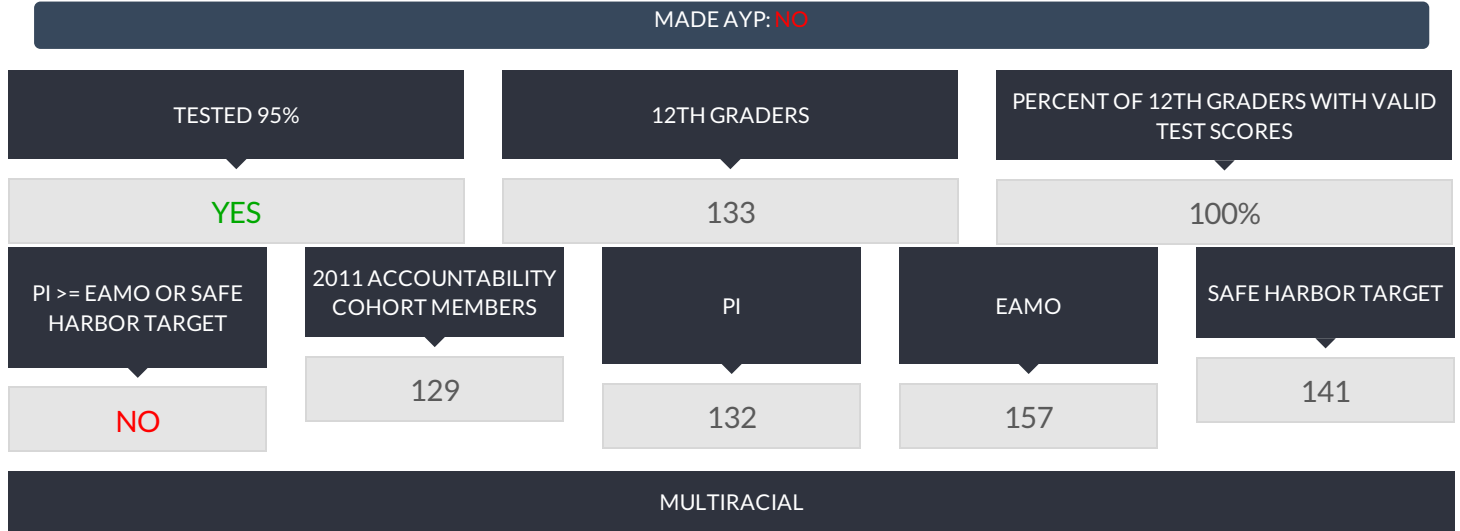 MADE AYP: NO
TESTED 95%
YES
12TH GRADERS
133
PERCENT OF 12TH GRADERS WITH VALID
TEST SCORES
100%
PI >= EAMO OR SAFE
HARBOR TARGET
NO
2011 ACCOUNTABILITY
COHORT MEMBERS
129
PI
132
EAMO
157
SAFE HARBOR TARGET
141
MULTIRACIAL